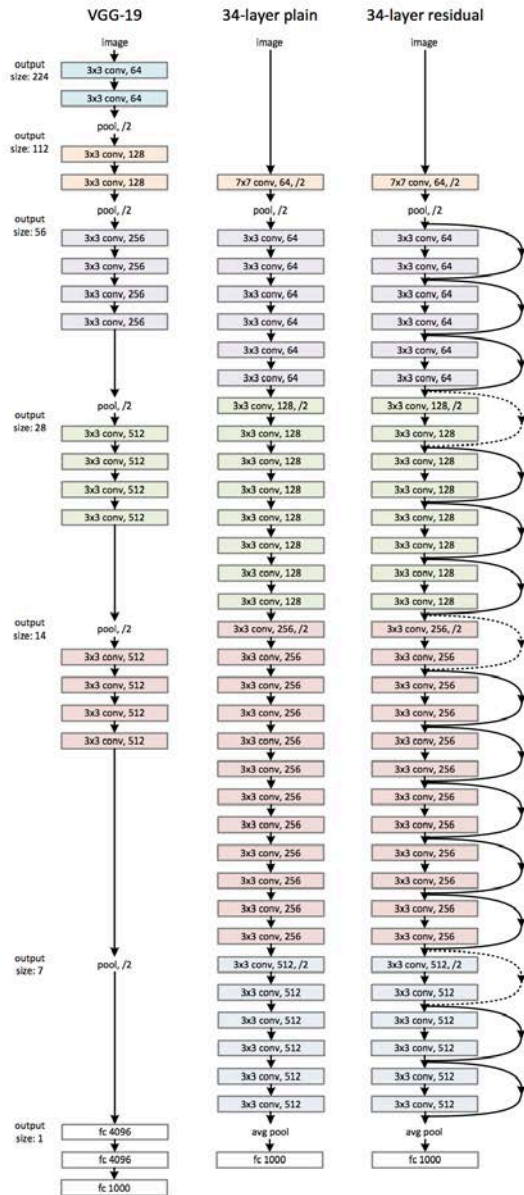 VGG-19
image
output
size: 224
3x3 conv, 64
3x3 conv, 64
pool, /2
output
size: 112
3x3 conv, 128
3x3 conv, 128
pool, /2
output
size: 56
3x3 conv, 256
3x3 conv, 256
3x3 conv, 256
3x3 conv, 256
pool, /2
output
size: 28
3x3 conv, 512
3x3 conv, 512
3x3 conv, 512
3x3 conv, 512
pool, /2
output
size: 14
3x3 conv, 512
3x3 conv, 512
3x3 conv, 512
3x3 conv, 512
output
size: 7
pool, /2
output
size: 1
fc 4096
fc 4096
fc 1000
34-layer plain
image
7x7 conv, 64, /2
pool, /2
3x3 conv, 64
3x3 conv, 64
3x3 conv, 64
3x3 conv, 64
3x3 conv, 64
3x3 conv, 64
3x3 conv, 128, /2
3x3 conv, 128
3x3 conv, 128
3x3 conv, 128
3x3 conv, 128
3x3 conv, 128
3x3 conv, 128
3x3 conv, 128
3x3 conv, 256, /2
3x3 conv, 256
3x3 conv, 256
3x3 conv, 256
3x3 conv, 256
3x3 conv, 256
3x3 conv, 256
3x3 conv, 256
3x3 conv, 256
3x3 conv, 256
3x3 conv, 256
3x3 conv, 256
3x3 conv, 512, /2
3x3 conv, 512
3x3 conv, 512
3x3 conv, 512
3x3 conv, 512
3x3 conv, 512
avg pool
fc 1000
34-layer residual
image
7x7 conv, 64, /2
pool, /2
3x3 conv, 64
3x3 conv, 64
3x3 conv, 64
3x3 conv, 64
3x3 conv, 64
3x3 conv, 64
3x3 conv, 128, /2
3x3 conv, 128
3x3 conv, 128
3x3 conv, 128
3x3 conv, 128
3x3 conv, 128
3x3 conv, 128
3x3 conv, 128
3x3 conv, 256, /2
3x3 conv, 256
3x3 conv, 256
3x3 conv, 256
3x3 conv, 256
3x3 conv, 256
3x3 conv, 256
3x3 conv, 256
3x3 conv, 256
3x3 conv, 256
3x3 conv, 256
3x3 conv, 256
3x3 conv, 512, /2
3x3 conv, 512
3x3 conv, 512
3x3 conv, 512
3x3 conv, 512
3x3 conv, 512
avg pool
fc 1000